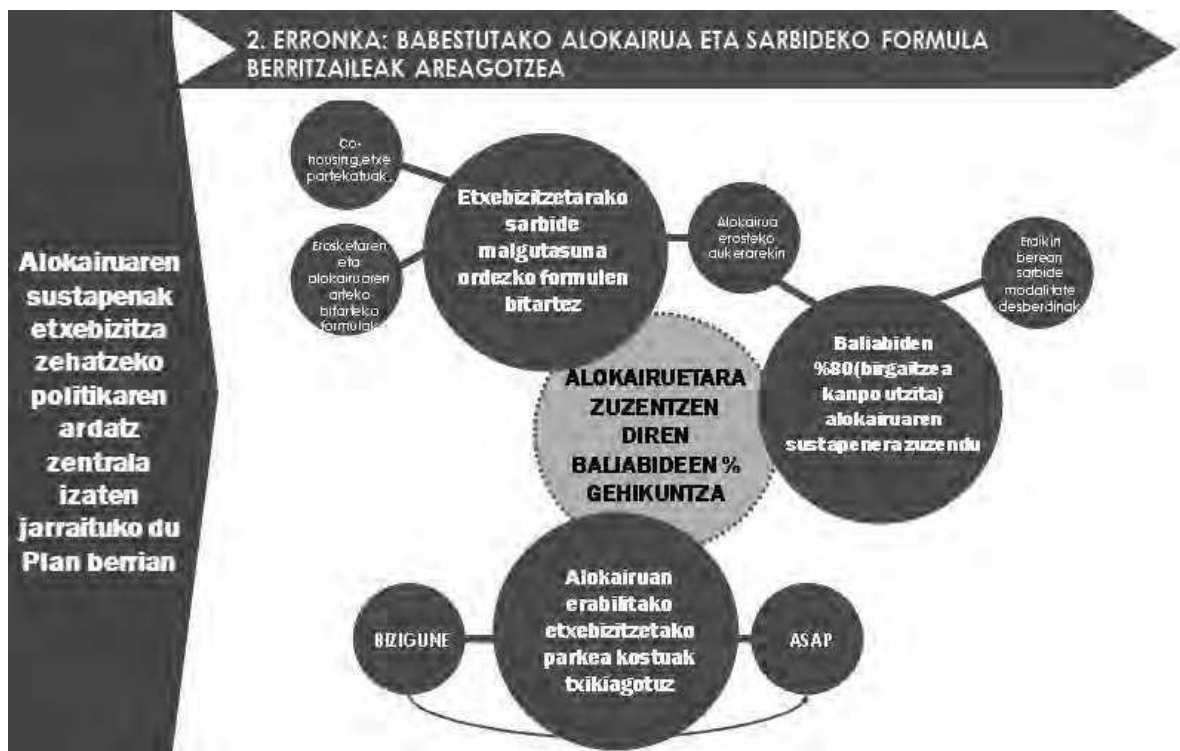 2. ERRONKA: BABESTUTAKO ALOKAIRUA ETA SARBIDEKO FORMULA
BERRITZAILEAK AREAGOTZEA
Alokairuaren
sustapenak
etxebizitza
zehatzeko
politikaren
ardatz
zentrala
izaten
jarraituko du
Plan berrian
Co-
housing,etxe
partekatuak..
Etxebizitzetarako
sarbide
malgutasuna
ordezko formulen
bitartez
Erosketaren
eta
alokairuaren
arteko
bitarteko
formulak
Alokairua
erosteko
aukerarekin
Eraikin
berean
sarbide
modalitate
desberdinak
Baliabiden
%80(birgaitzea
kanpo utzita)
alokairuaren
sustapenera zuzendu
ALOKAIRUETARA
ZUZENTZEN
DIREN
BALIABIDEEN %
GEHIKUNTZA
Alokairuan
erabilitako
etxebizitzetako
parkea kostuak
txikiagotuz
BIZIGUNE
ASAP